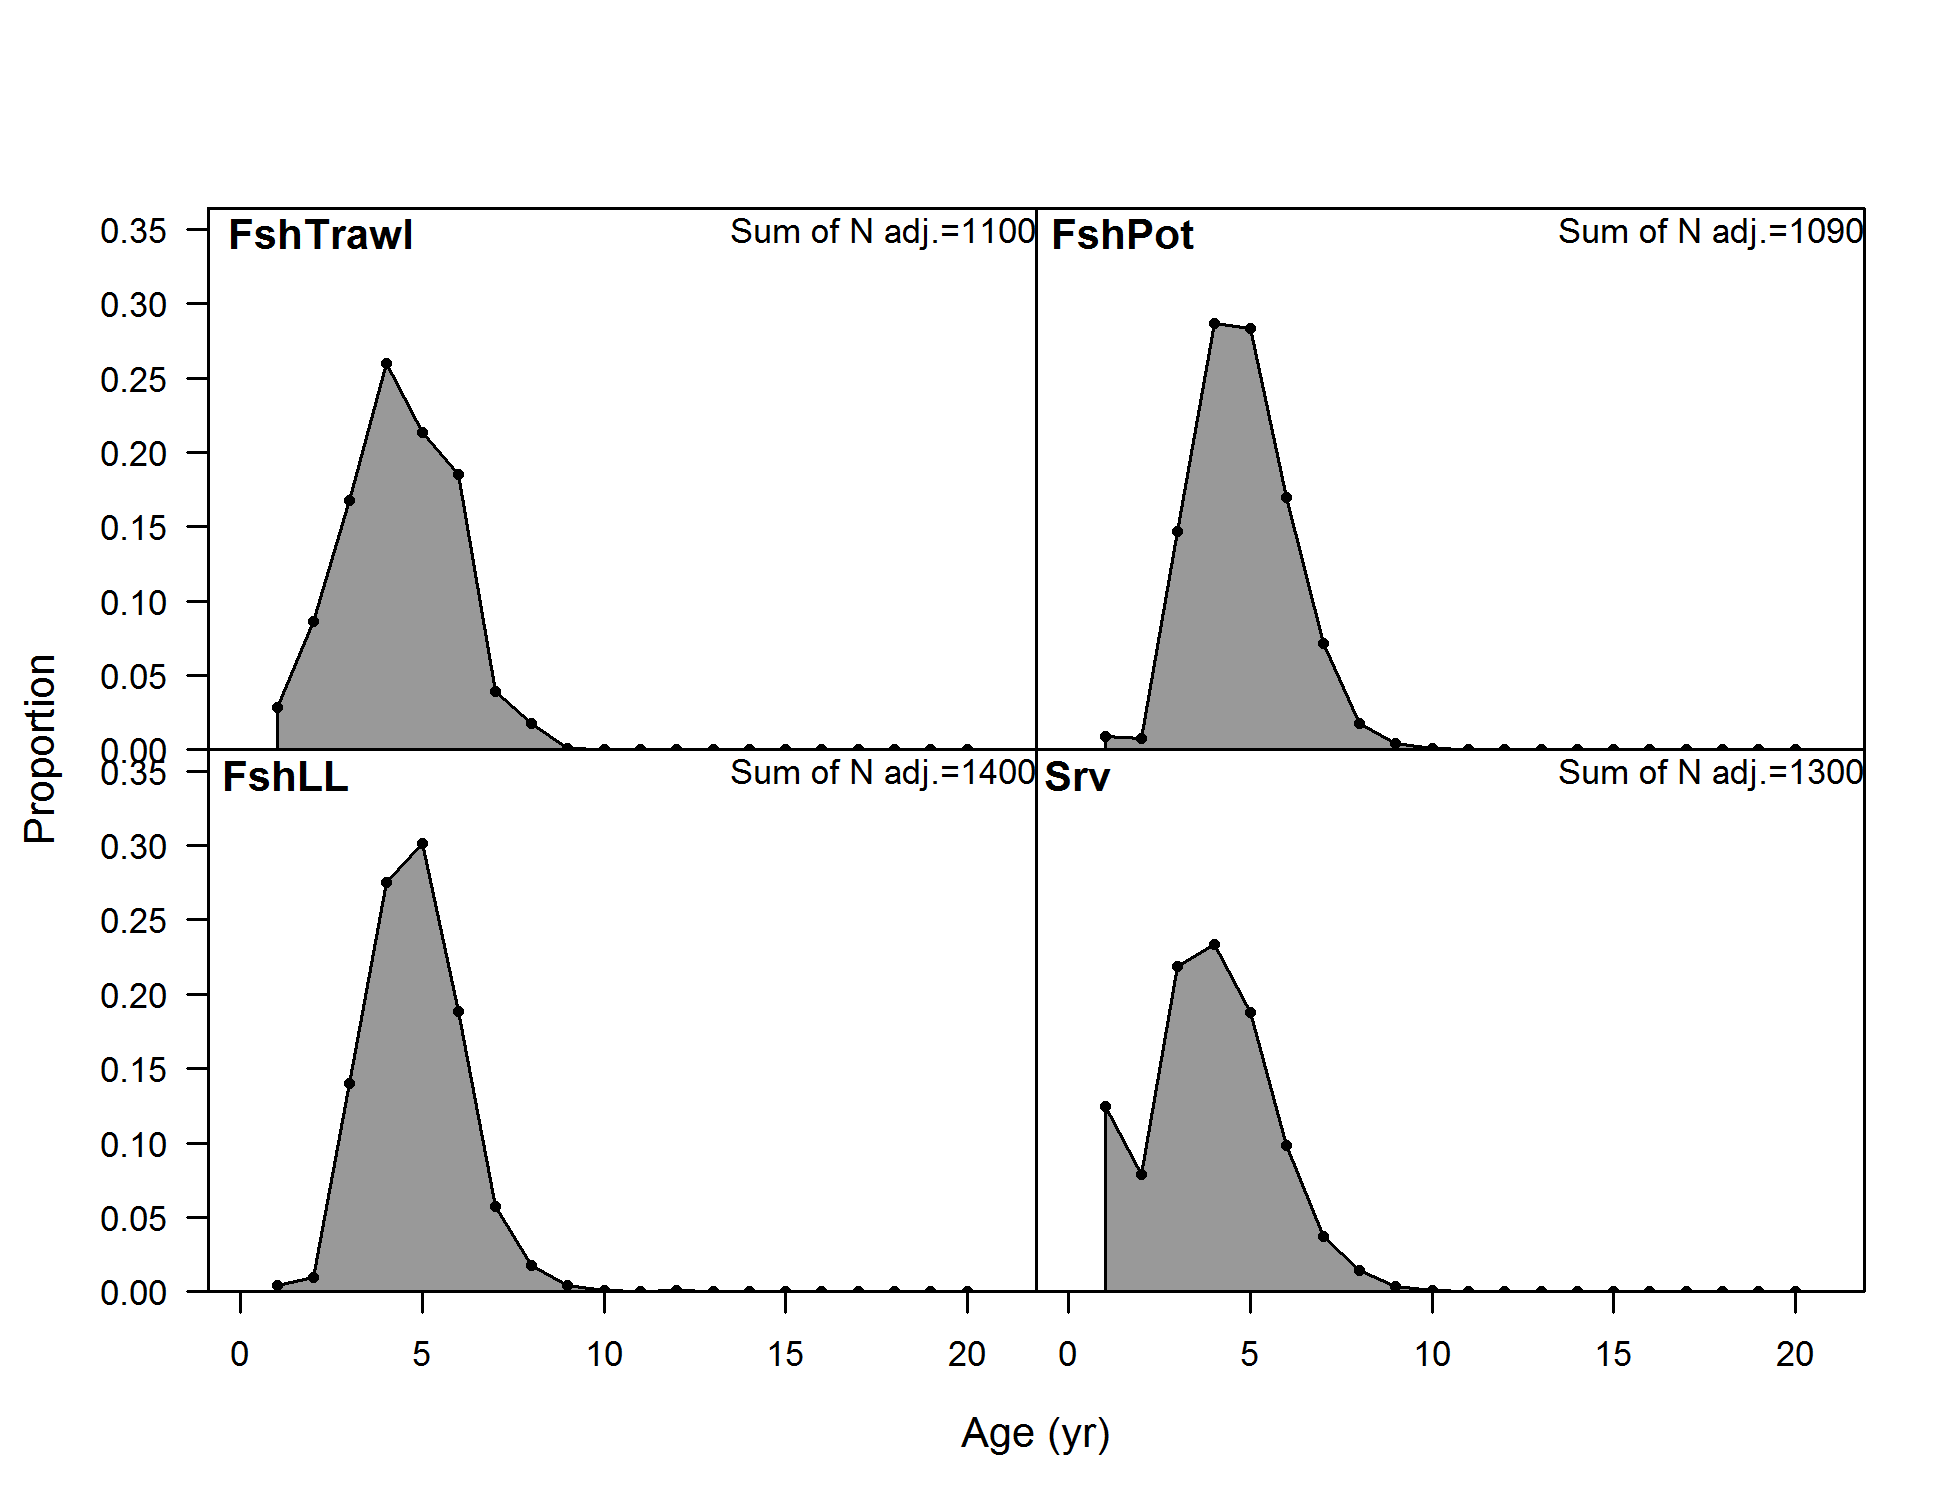 FshTrawl
Sum of N adj.=1100
FshPot
Sum of N adj.=1090
0.35
0.30
0.25
0.20
0.15
0.10
0.05
0.00
FshLL
Sum of N adj.=1400
Srv
Sum of N adj.=1300
0.35
0.30
0.25
0.20
0.15
0.10
0.05
0.00
0 5 10 15 20
0 5 10 15 20
Proportion
Age (yr)